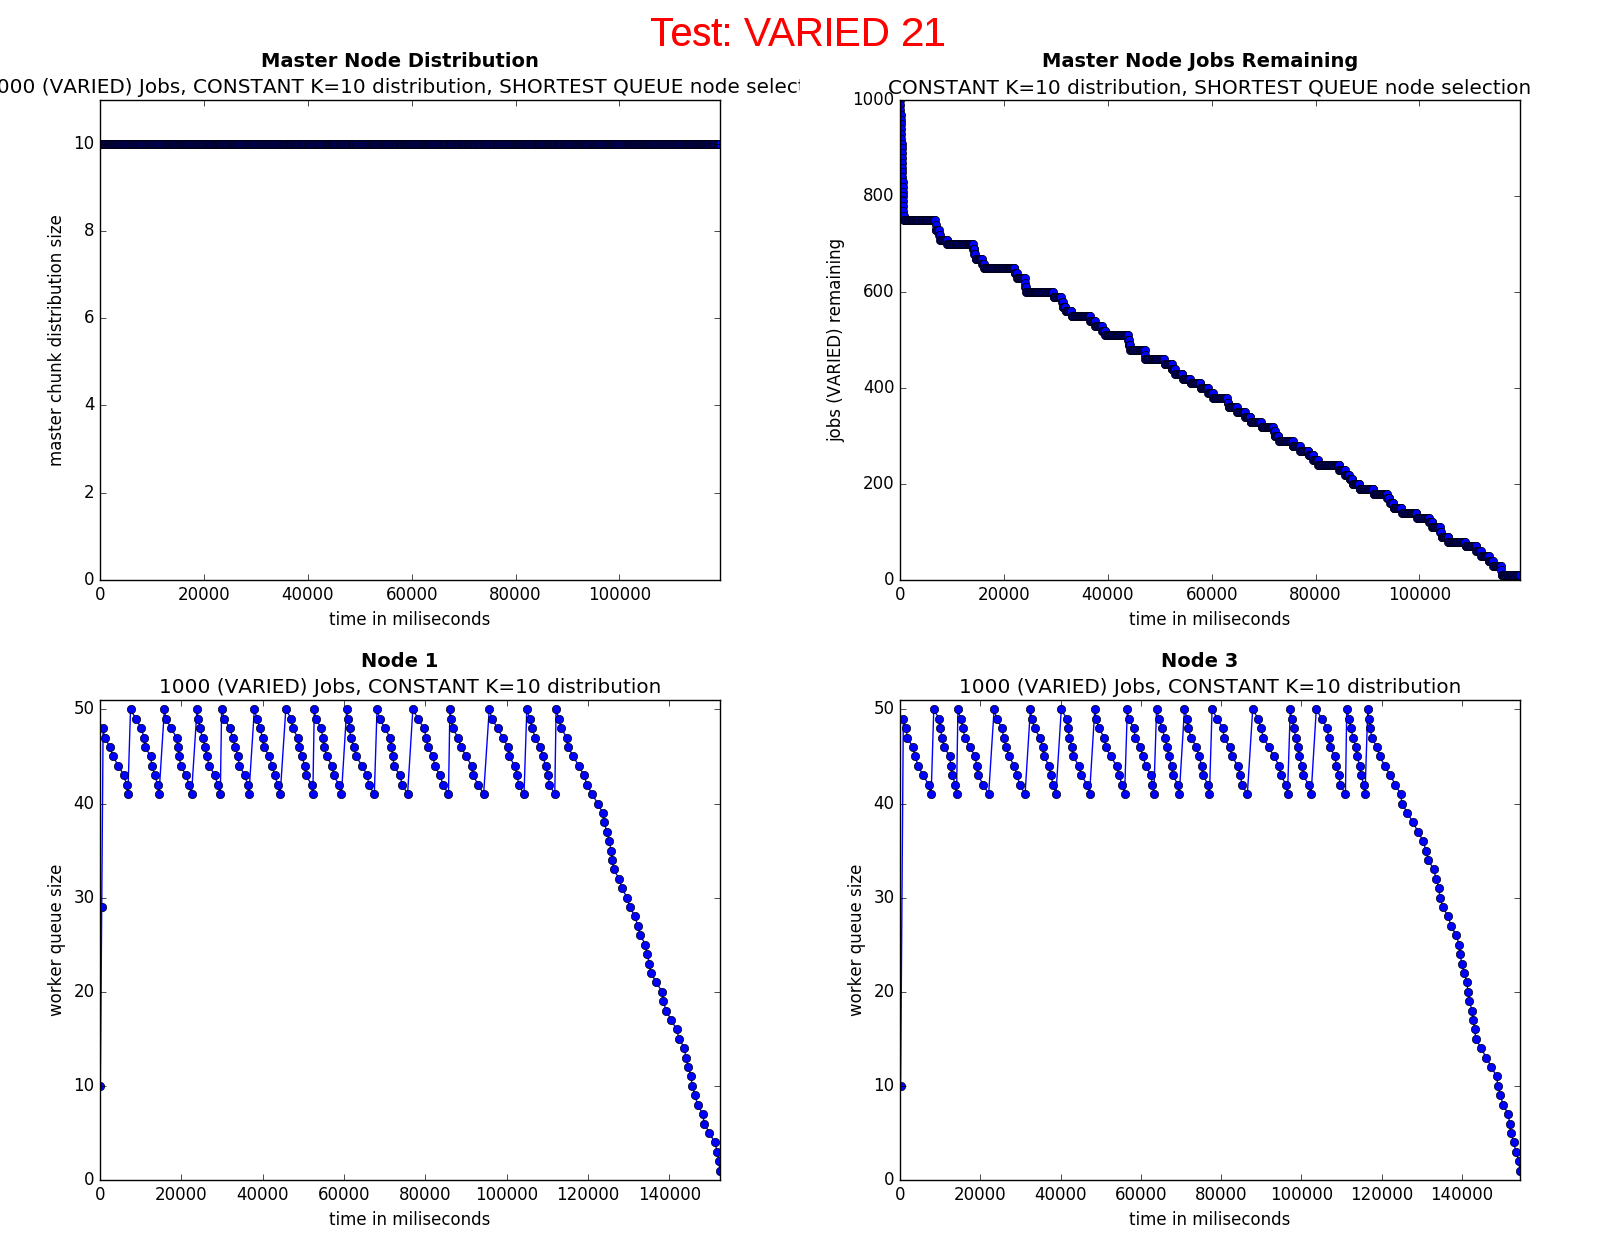 Test: VARIED 21
Master Node Distribution
000 (VARIED) Jobs, CONSTANT K=10 distribution, SHORTEST QUEUE node select
10
8
6
4
2
0
master chunk distribution size
0 20000 40000 60000 80000 100000
time in miliseconds
Master Node Jobs Remaining
CONSTANT K=10 distribution, SHORTEST QUEUE node selection
1000
800
600
400
200
0
jobs (VARIED) remaining
0 20000 40000 60000 80000 100000
time in miliseconds
Node 1
1000 (VARIED) Jobs, CONSTANT K=10 distribution
50
40
30
20
10
0
worker queue size
0 20000 40000 60000 80000 100000 120000 140000
time in miliseconds
Node 3
1000 (VARIED) Jobs, CONSTANT K=10 distribution
50
40
30
20
10
0
worker queue size
0 20000 40000 60000 80000 100000 120000 140000
time in miliseconds